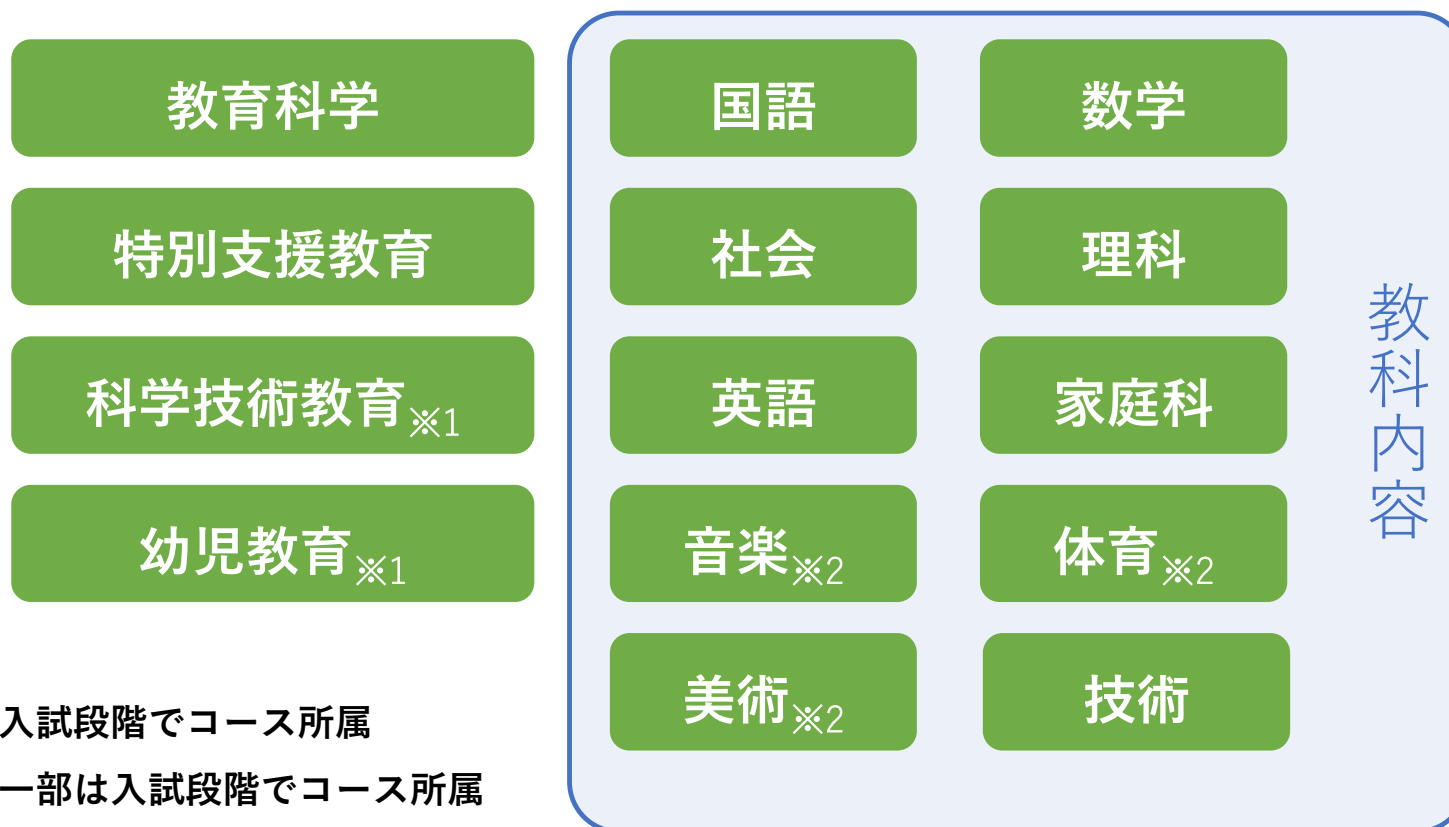 教育科学
特別支援教育
科学技術教育※1
幼児教育※1
入試段階でコース所属
一部は入試段階でコース所属
国語
数学
社会
理科
英語
家庭科
音楽※2
体育※2
美術※2
技術
教科内容